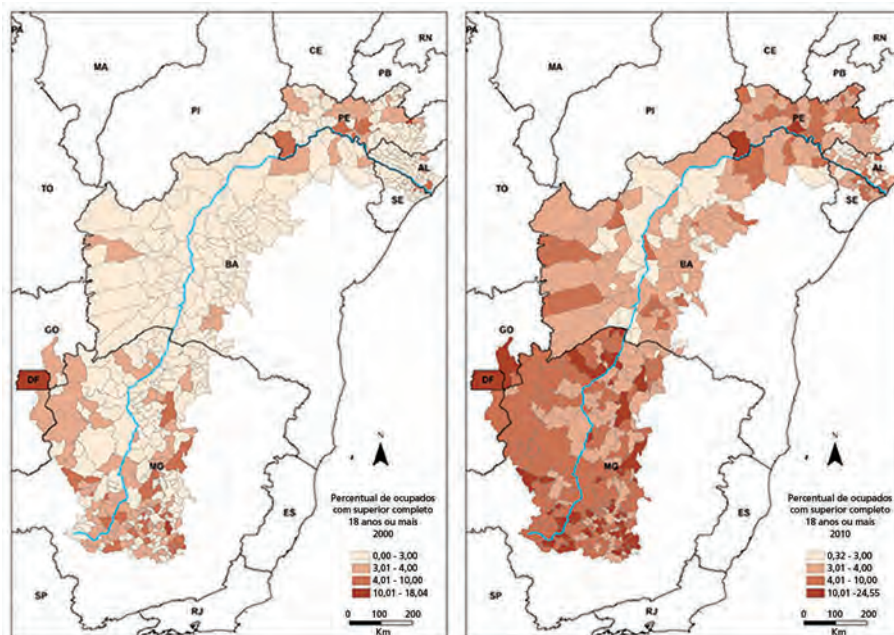 PA
MA
CE
RN
PB
PI
PE
AL
TO
SE
BA
GO
DF
N
MG
ES
Percentual de ocupados
com superior completo
18 anos ou mais
2000
0,00 - 3,00
3,01 - 4,00
4,01 - 10,00
10,01 - 18,04
SP
RJ
0 100 200
Km
PA
MA
CE
RN
PB
PI
PE
AL
TO
SE
BA
GO
DF
N
MG
ES
Percentual de ocupados
com superior completo
18 anos ou mais
2010
0,32 - 3,00
3,01 - 4,00
4,01 - 10,00
10,01 -24,55
SP
RJ
0 100 200
Km